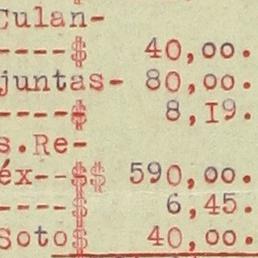 Culan-
----$ 40,00.
juntas- 80,00.
----$ 8,I9.
s.Re-
éx--$$ 590,00.
----$ 6,45.
Soto$ 40,00.